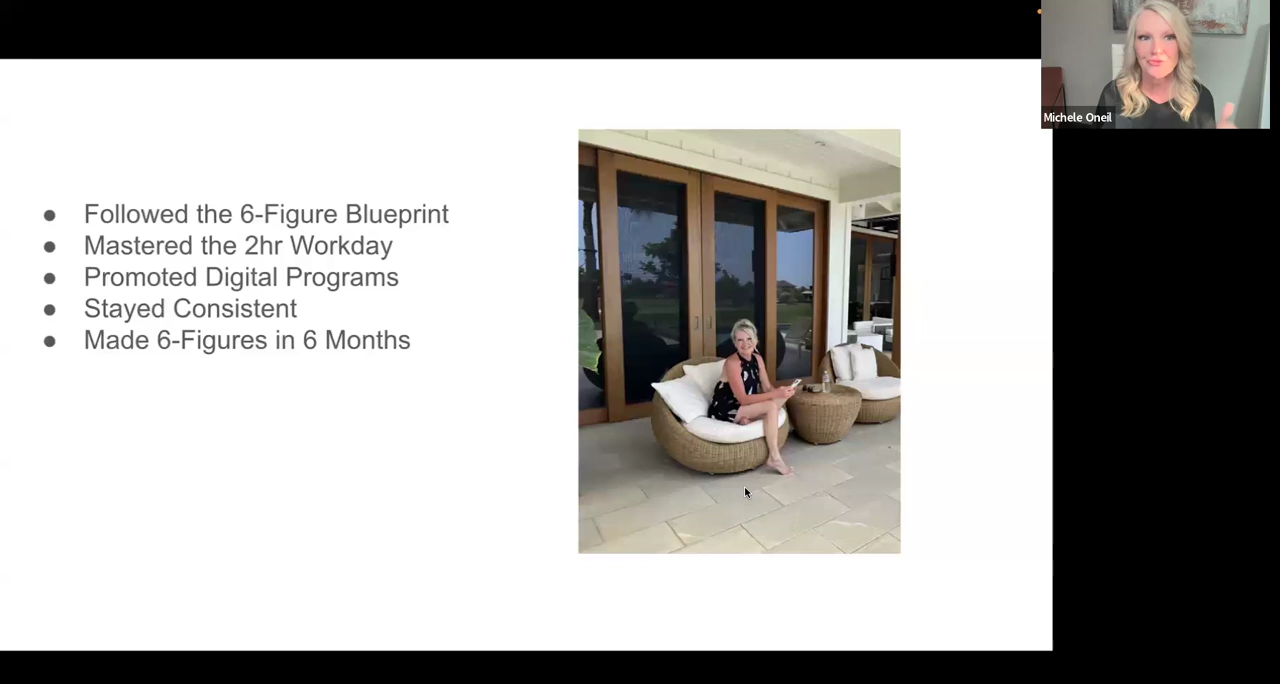 Michele Oneil
● Followed the 6-Figure Blueprint
● Mastered the 2hr Workday
● Promoted Digital Programs
● Stayed Consistent
● Made 6-Figures in 6 Months